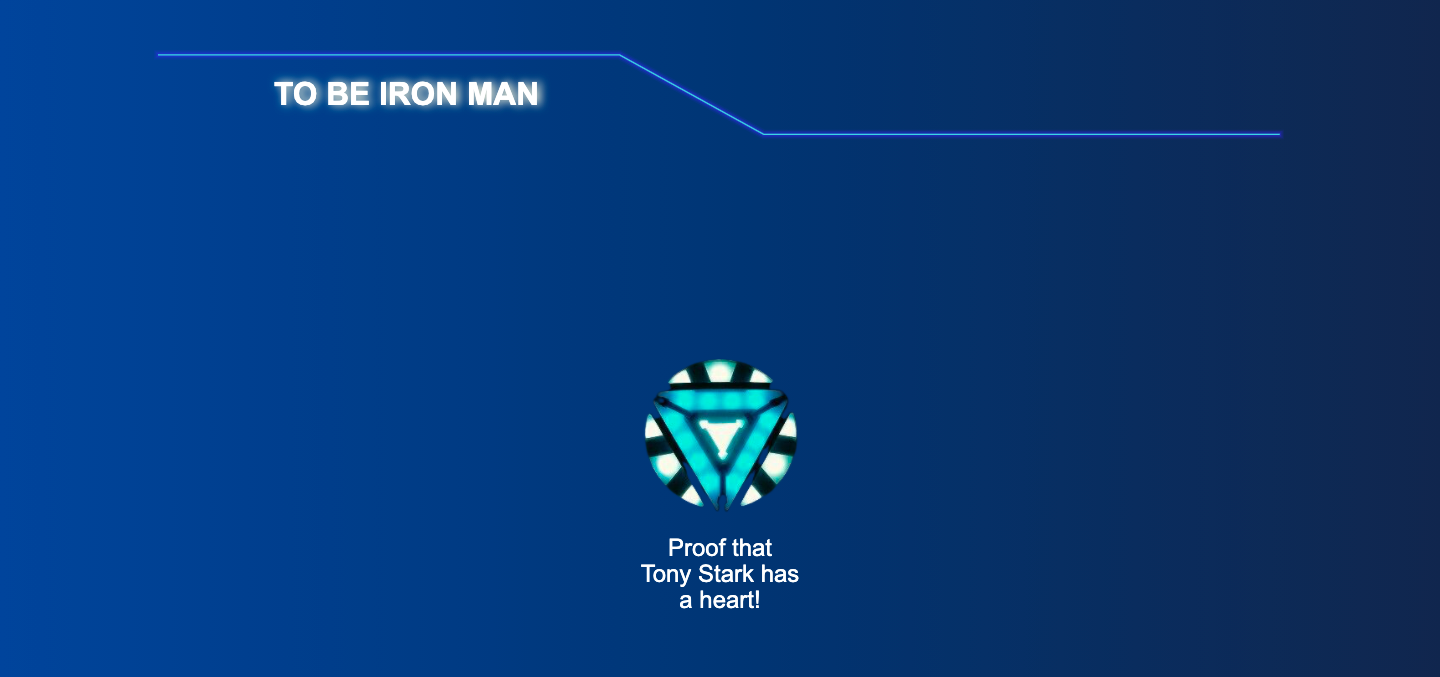 TO BE IRON MAN
Proof that
Tony Stark has
a heart!